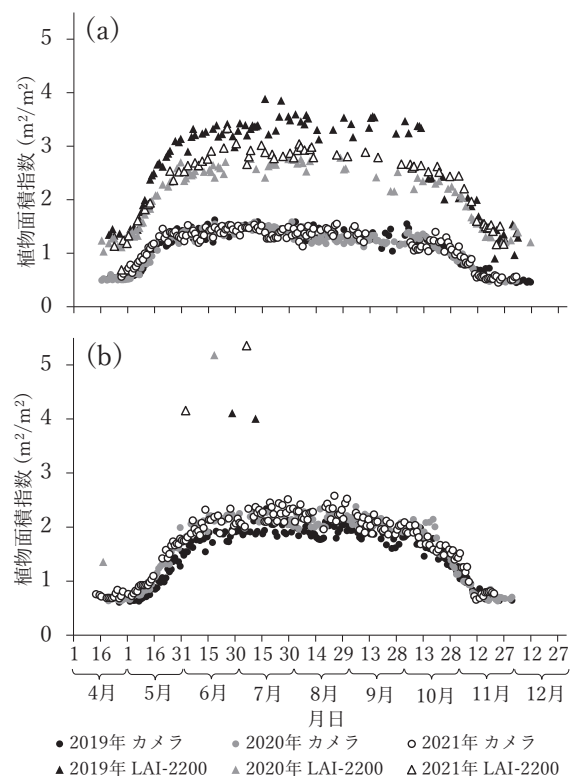 (a)
植物面積指数 (m²/m²)
5
4
3
2
1
0
(b)
植物面積指数 (m²/m²)
5
4
3
2
1
0
1 16 1 16 31 15 30 15 30 14 29 13 28 13 28 12 27 12 27
4月 5月 6月 7月 8月 9月 10月 11月 12月
月日
● 2019年 カメラ ● 2020年 カメラ ○ 2021年 カメラ
▲ 2019年 LAI-2200 ▲ 2020年 LAI-2200 △ 2021年 LAI-2200